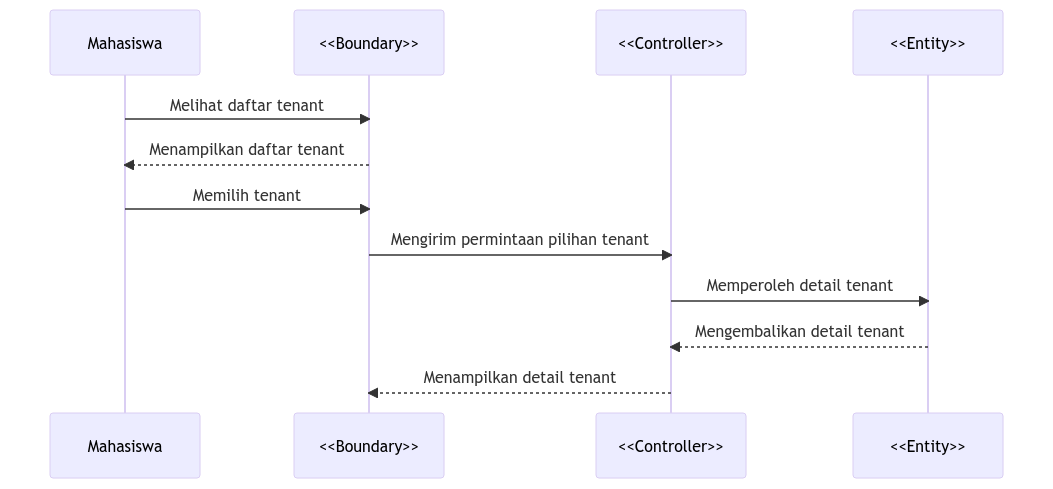 Mahasiswa
<<Boundary>>
<<Controller>>
<<Entity>>
Melihat daftar tenant
Menampilkan daftar tenant
Memilih tenant
Mengirim permintaan pilihan tenant
Memperoleh detail tenant
Mengembalikan detail tenant
Menampilkan detail tenant
Mahasiswa
<<Boundary>>
<<Controller>>
<<Entity>>